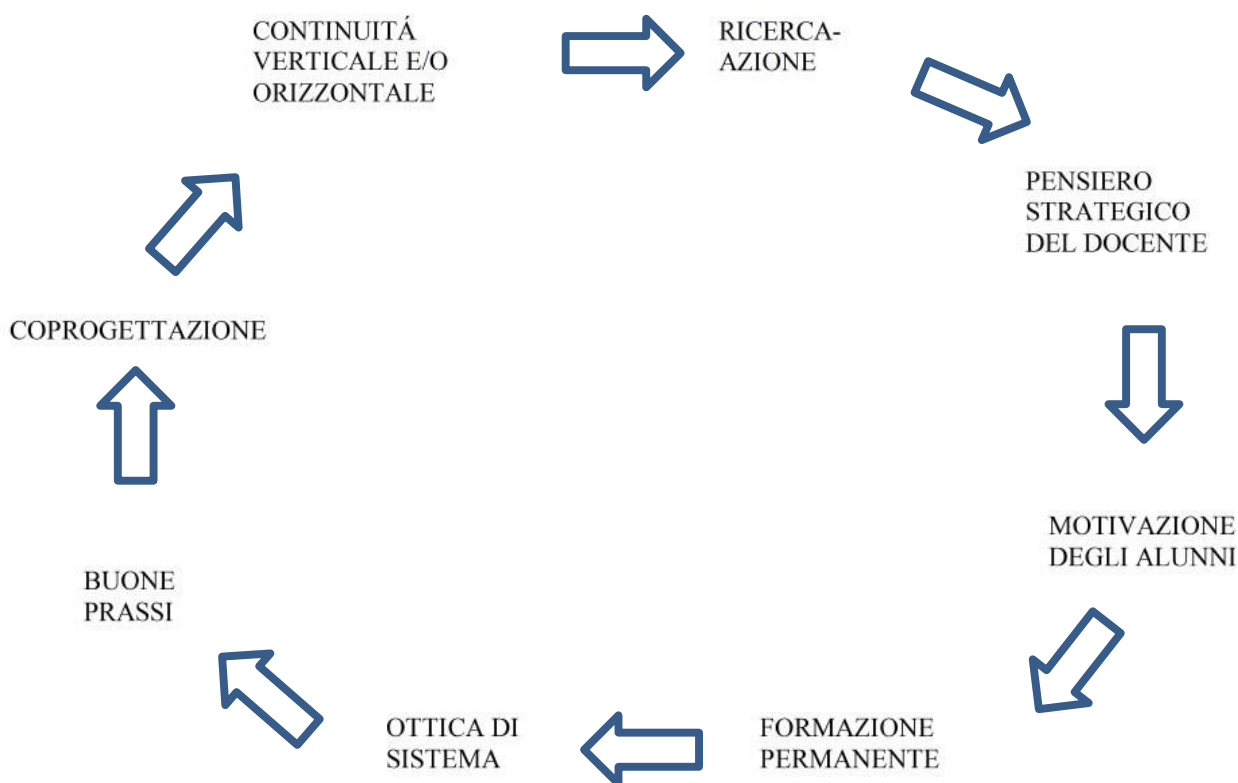 CONTINUITÁ
VERTICALE E/O
ORIZZONTALE
RICERCA-
AZIONE
PENSIERO
STRATEGICO
DEL DOCENTE
MOTIVAZIONE
DEGLI ALUNNI
FORMAZIONE
PERMANENTE
OTTICA DI
SISTEMA
BUONE
PRASSI
COPROGETTAZIONE